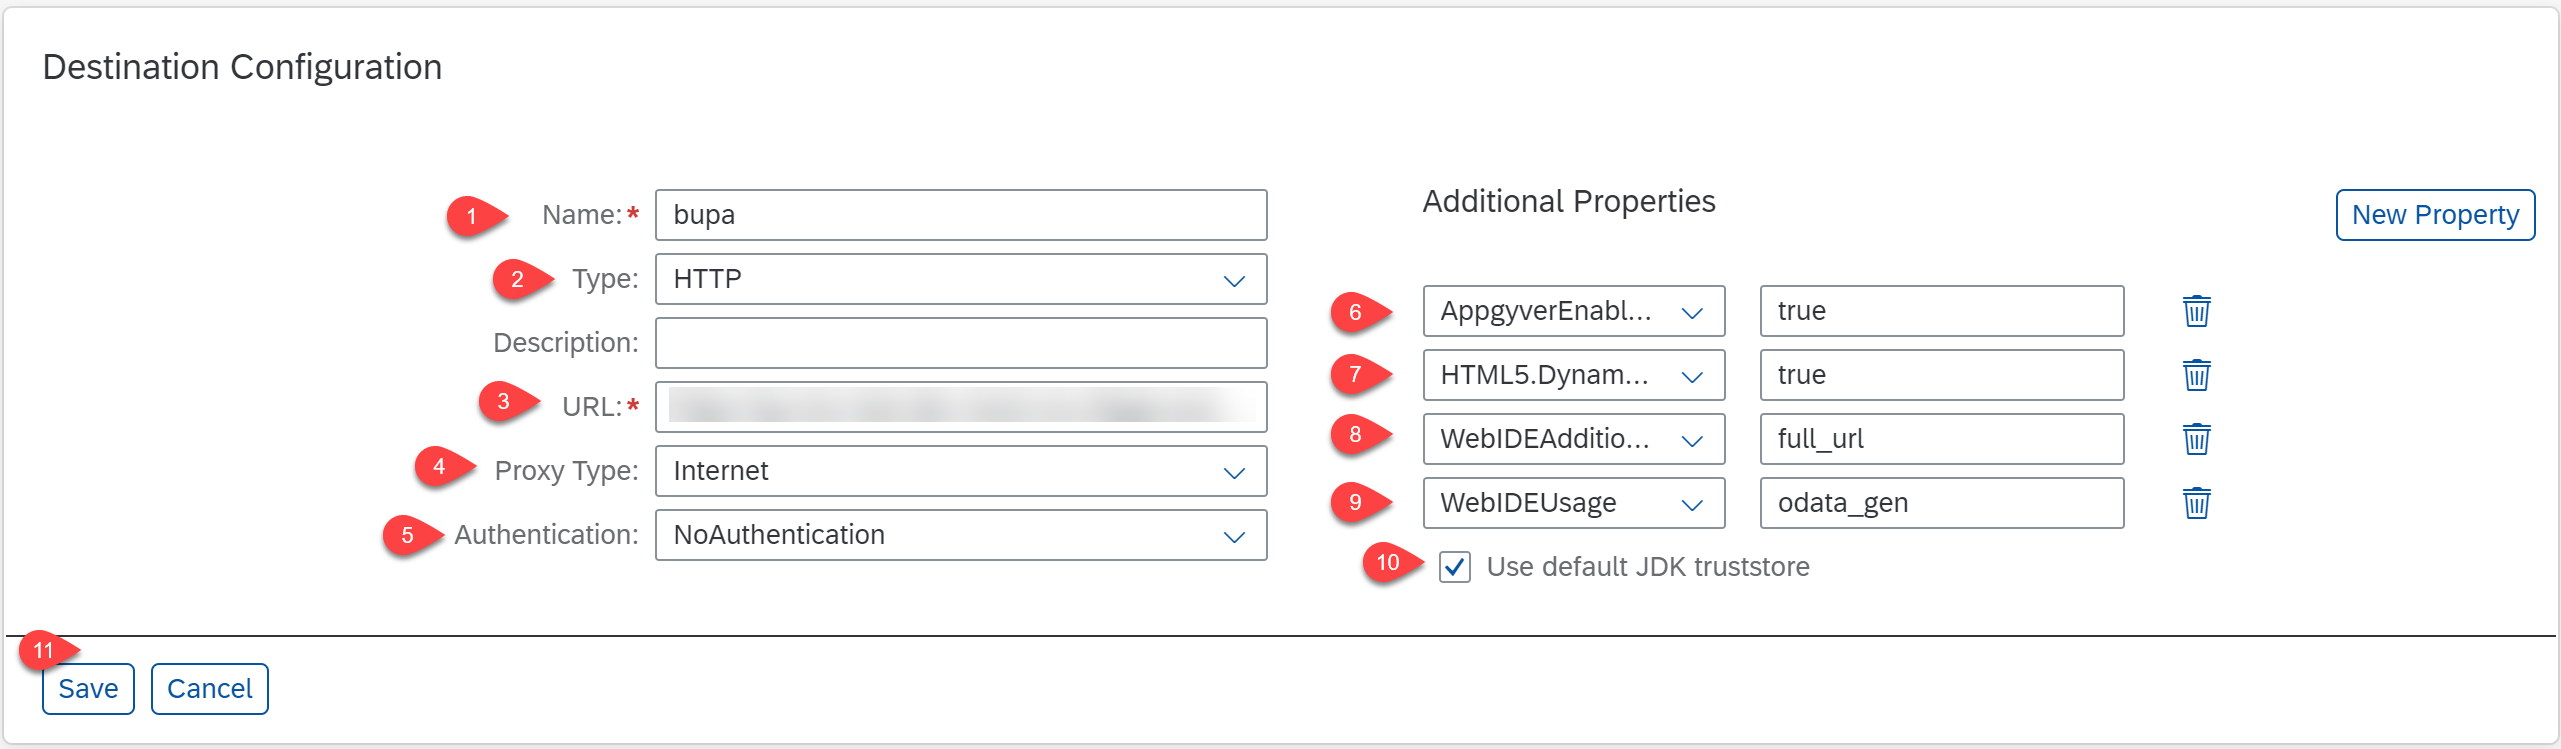 Destination Configuration
1 Name:* bupa
2 Type: HTTP
Description:
3 URL:*
4 Proxy Type: Internet
5 Authentication: NoAuthentication
Additional Properties
New Property
6 AppgyverEnabl... true
7 HTML5.Dynam... true
8 WebIDEAdditio... full_url
9 WebIDEUsage odata_gen
10 Use default JDK truststore
11
Save Cancel